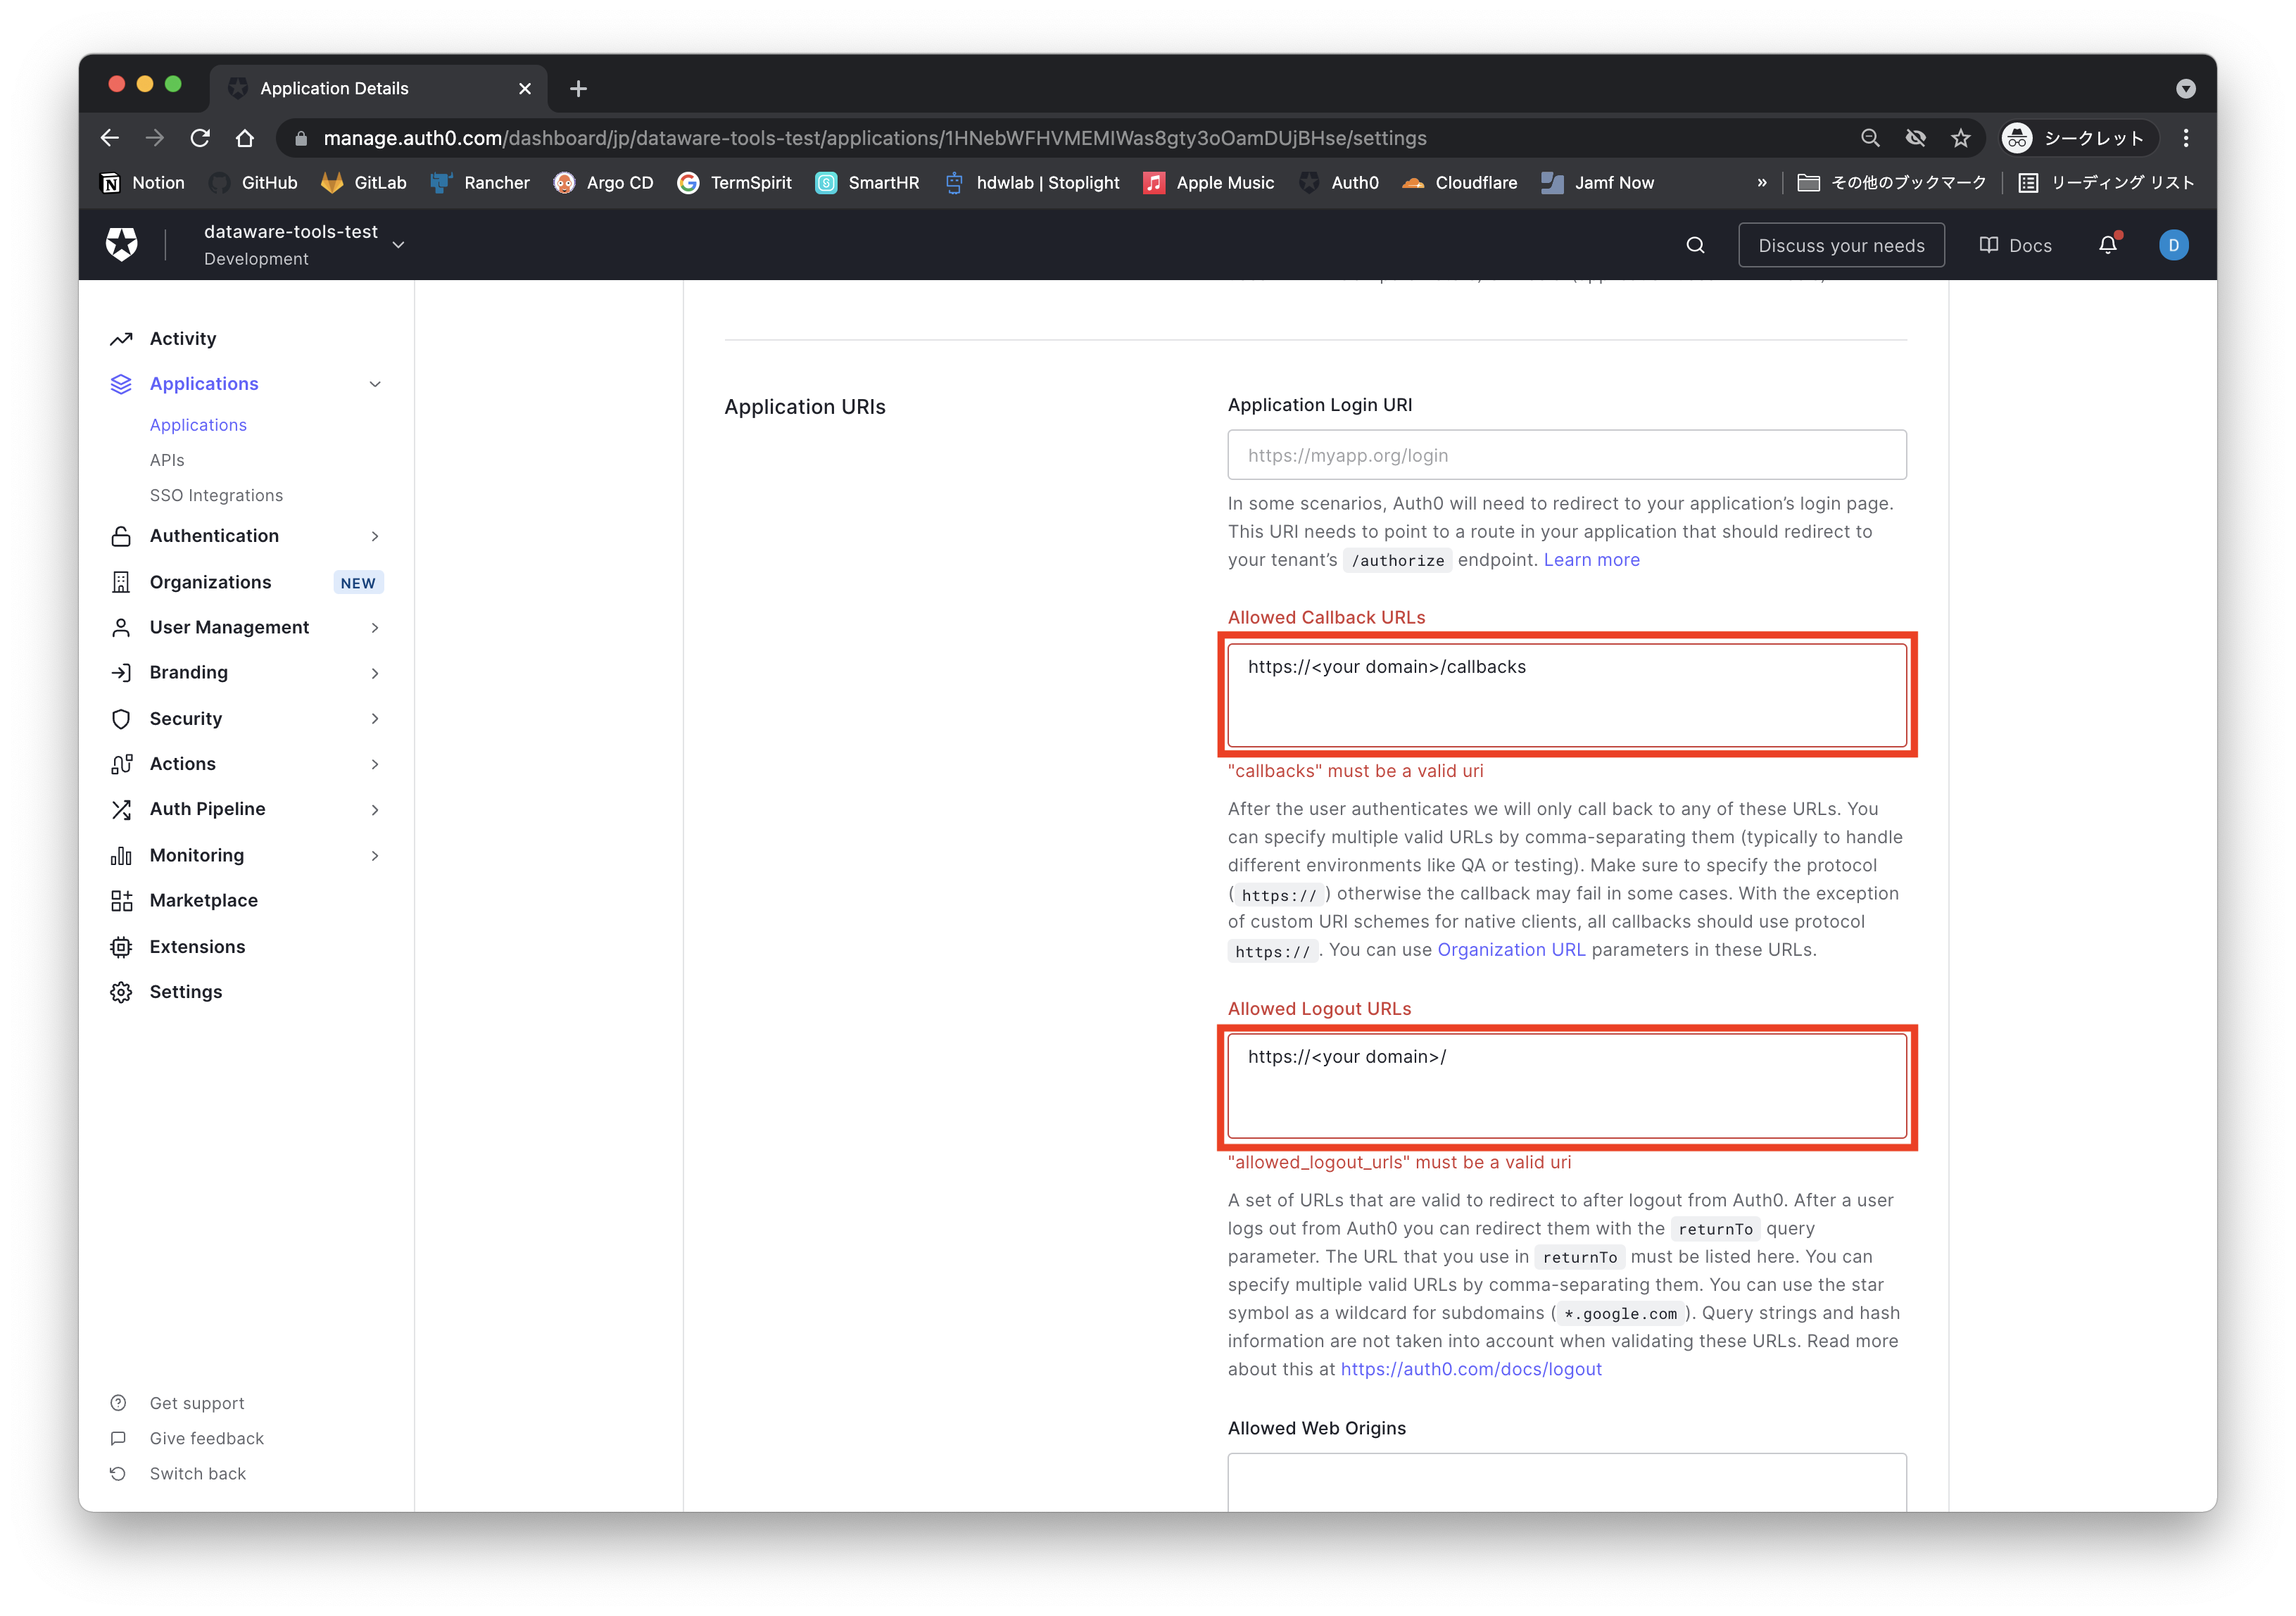 Application Details
manage.auth0.com/dashboard/jp/dataware-tools-test/applications/1HNebWFHVMEMIWas8gty3oOamDUjBHse/settings
シークレット
Notion GitHub GitLab Rancher Argo CD TermSpirit SmartHR hdwlab | Stoplight Apple Music Auth0 Cloudflare Jamf Now » その他のブックマーク リーディング リスト
dataware-tools-test
Development
Discuss your needs
Docs
D
Activity
Applications
Applications
APIs
SSO Integrations
Authentication
Organizations NEW
User Management
Branding
Security
Actions
Auth Pipeline
Monitoring
Marketplace
Extensions
Settings
Get support
Give feedback
Switch back
Application URIs
Application Login URI
https://myapp.org/login
In some scenarios, Auth0 will need to redirect to your application’s login page.
This URI needs to point to a route in your application that should redirect to
your tenant’s /authorize endpoint. Learn more
Allowed Callback URLs
https://<your domain>/callbacks
"callbacks" must be a valid uri
After the user authenticates we will only call back to any of these URLs. You
can specify multiple valid URLs by comma-separating them (typically to handle
different environments like QA or testing). Make sure to specify the protocol
( https:// ) otherwise the callback may fail in some cases. With the exception
of custom URI schemes for native clients, all callbacks should use protocol
https:// . You can use Organization URL parameters in these URLs.
Allowed Logout URLs
https://<your domain>/
"allowed_logout_urls" must be a valid uri
A set of URLs that are valid to redirect to after logout from Auth0. After a user
logs out from Auth0 you can redirect them with the returnTo query
parameter. The URL that you use in returnTo must be listed here. You can
specify multiple valid URLs by comma-separating them. You can use the star
symbol as a wildcard for subdomains ( *.google.com ). Query strings and hash
information are not taken into account when validating these URLs. Read more
about this at https://auth0.com/docs/logout
Allowed Web Origins